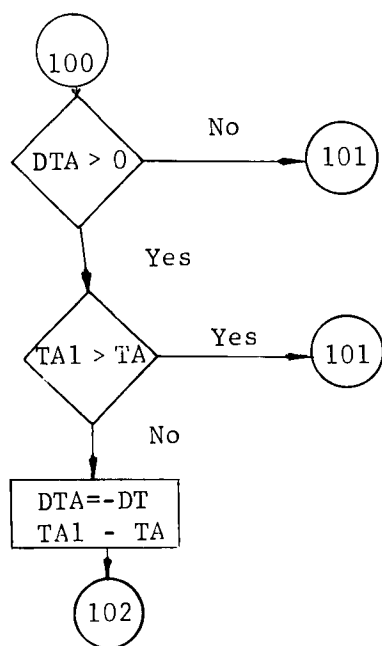 100
DTA > 0
No
101
Yes
TA1 > TA
Yes
101
No
DTA=-DT
TA1 - TA
102